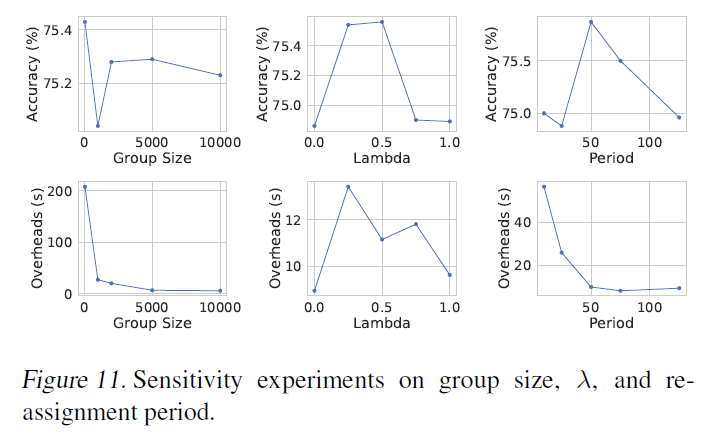 Accuracy (%)
75.4
75.2
0 5000 10000
Group Size
Accuracy (%)
75.4
75.2
75.0
0.0 0.5 1.0
Lambda
Accuracy (%)
75.5
75.0
50 100
Period
Overheads (s)
200
100
0
0 5000 10000
Group Size
Overheads (s)
12
10
0.0 0.5 1.0
Lambda
Overheads (s)
40
20
50 100
Period
Figure 11. Sensitivity experiments on group size, λ, and re-
assignment period.